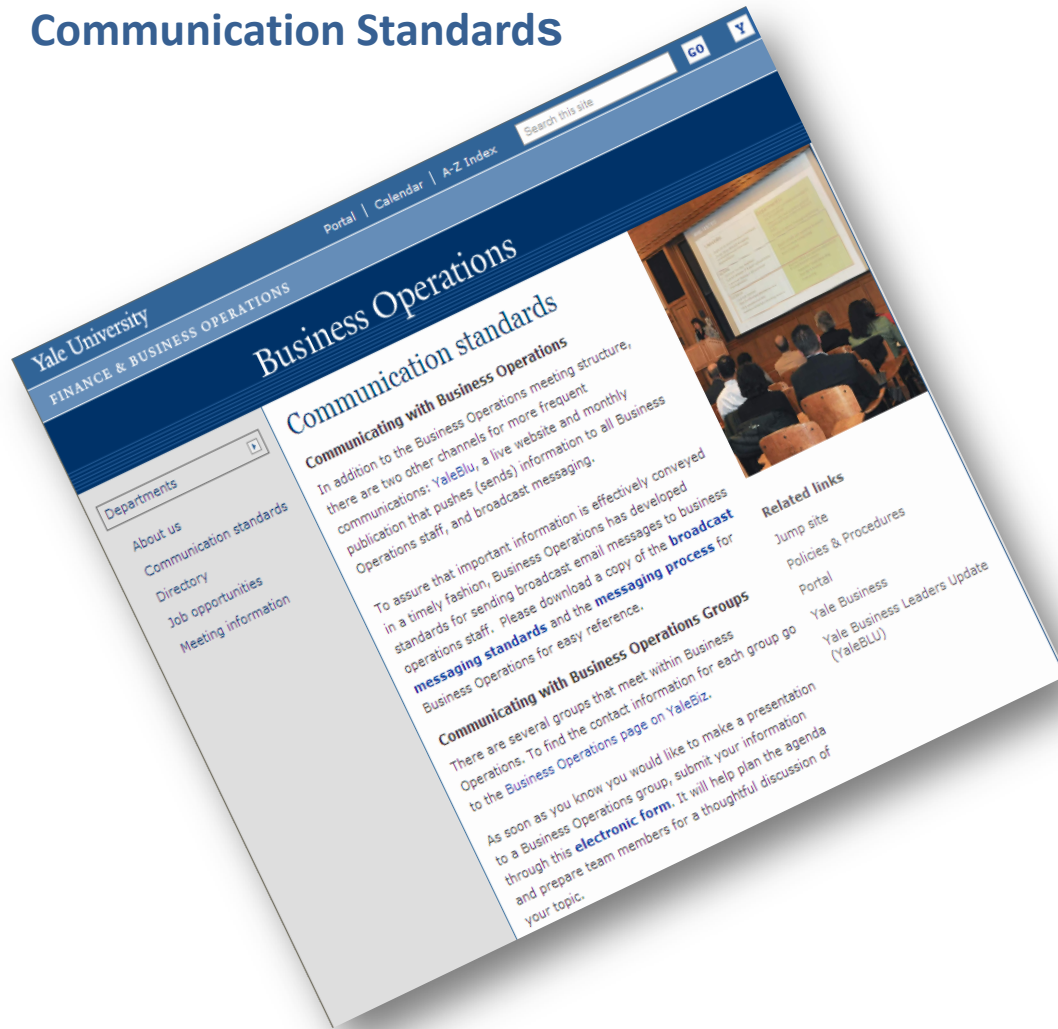 Communication Standards
Portal | Calendar | A-Z Index
Search this site
GO
Y
Yale University
FINANCE & BUSINESS OPERATIONS
Business Operations
Departments
About us
Communication standards
Directory
Job opportunities
Meeting information
Communication standards
Communicating with Business Operations
In addition to the Business Operations meeting structure,
there are two other channels for more frequent
communications: YaleBlu, a live website and monthly
publication that pushes (sends) information to all Business
Operations staff, and broadcast messaging.
To assure that important information is effectively conveyed
in a timely fashion, Business Operations has developed
standards for sending broadcast email messages to business
operations staff. Please download a copy of the broadcast
messaging standards and the messaging process for
Business Operations for easy reference.
Communicating with Business Operations Groups
There are several groups that meet within Business
Operations. To find the contact information for each group go
to the Business Operations page on YaleBiz.
As soon as you know you would like to make a presentation
to a Business Operations group, submit your information
through this electronic form. It will help plan the agenda
and prepare team members for a thoughtful discussion of
your topic.
Related links
Jump site
Policies & Procedures
Portal
Yale Business
Yale Business Leaders Update
(YaleBLU)